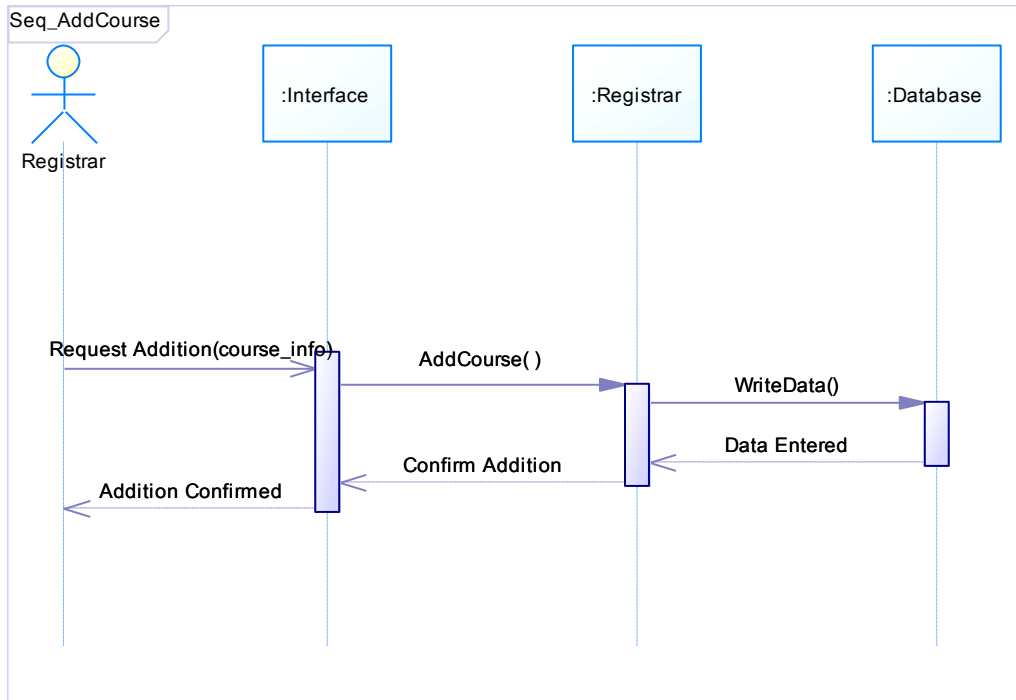 Seq_AddCourse
:Interface
:Registrar
:Database
Registrar
Request Addition(course_info)
AddCourse( )
WriteData()
Data Entered
Confirm Addition
Addition Confirmed